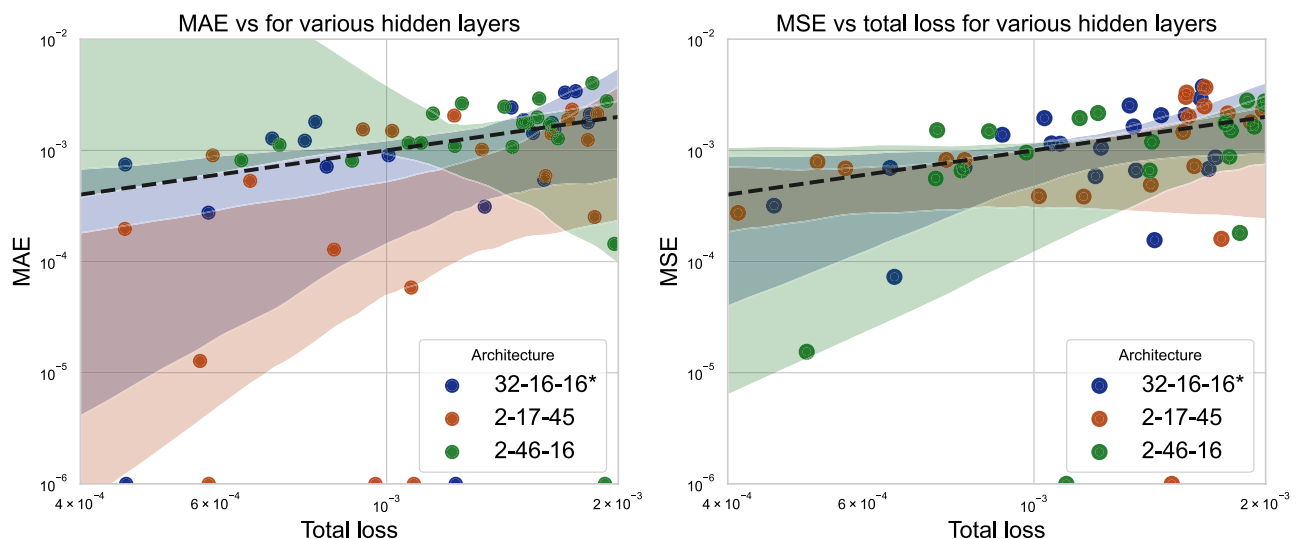 MAE vs for various hidden layers
10⁻²
10⁻³
10⁻⁴
10⁻⁵
10⁻⁶
MAE
4 × 10⁻⁴
6 × 10⁻⁴
10⁻³
2 × 10⁻³
Total loss
Architecture
32-16-16*
2-17-45
2-46-16
MSE vs total loss for various hidden layers
10⁻²
10⁻³
10⁻⁴
10⁻⁵
10⁻⁶
MSE
4 × 10⁻⁴
6 × 10⁻⁴
10⁻³
2 × 10⁻³
Total loss
Architecture
32-16-16*
2-17-45
2-46-16